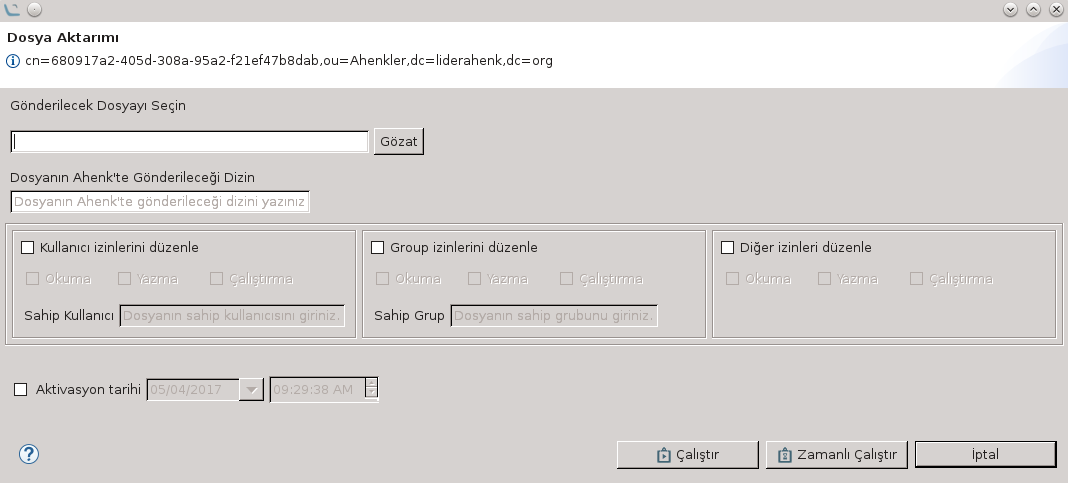 Dosya Aktarımı
cn=680917a2-405d-308a-95a2-f21ef47b8dab,ou=Ahenkler,dc=liderahenk,dc=org
Gönderilecek Dosyayı Seçin
Gözat
Dosyanın Ahenk'te Gönderileceği Dizin
Dosyanın Ahenk'te gönderileceği dizini yazınız
Kullanıcı izinlerini düzenle
Okuma Yazma Çalıştırma
Sahip Kullanıcı Dosyanın sahip kullanıcısını giriniz.
Group izinlerini düzenle
Okuma Yazma Çalıştırma
Sahip Grup Dosyanın sahip grubunu giriniz.
Diğer izinleri düzenle
Okuma Yazma Çalıştırma
Aktivasyon tarihi 05/04/2017 09:29:38 AM
Çalıştır Zamanlı Çalıştır İptal